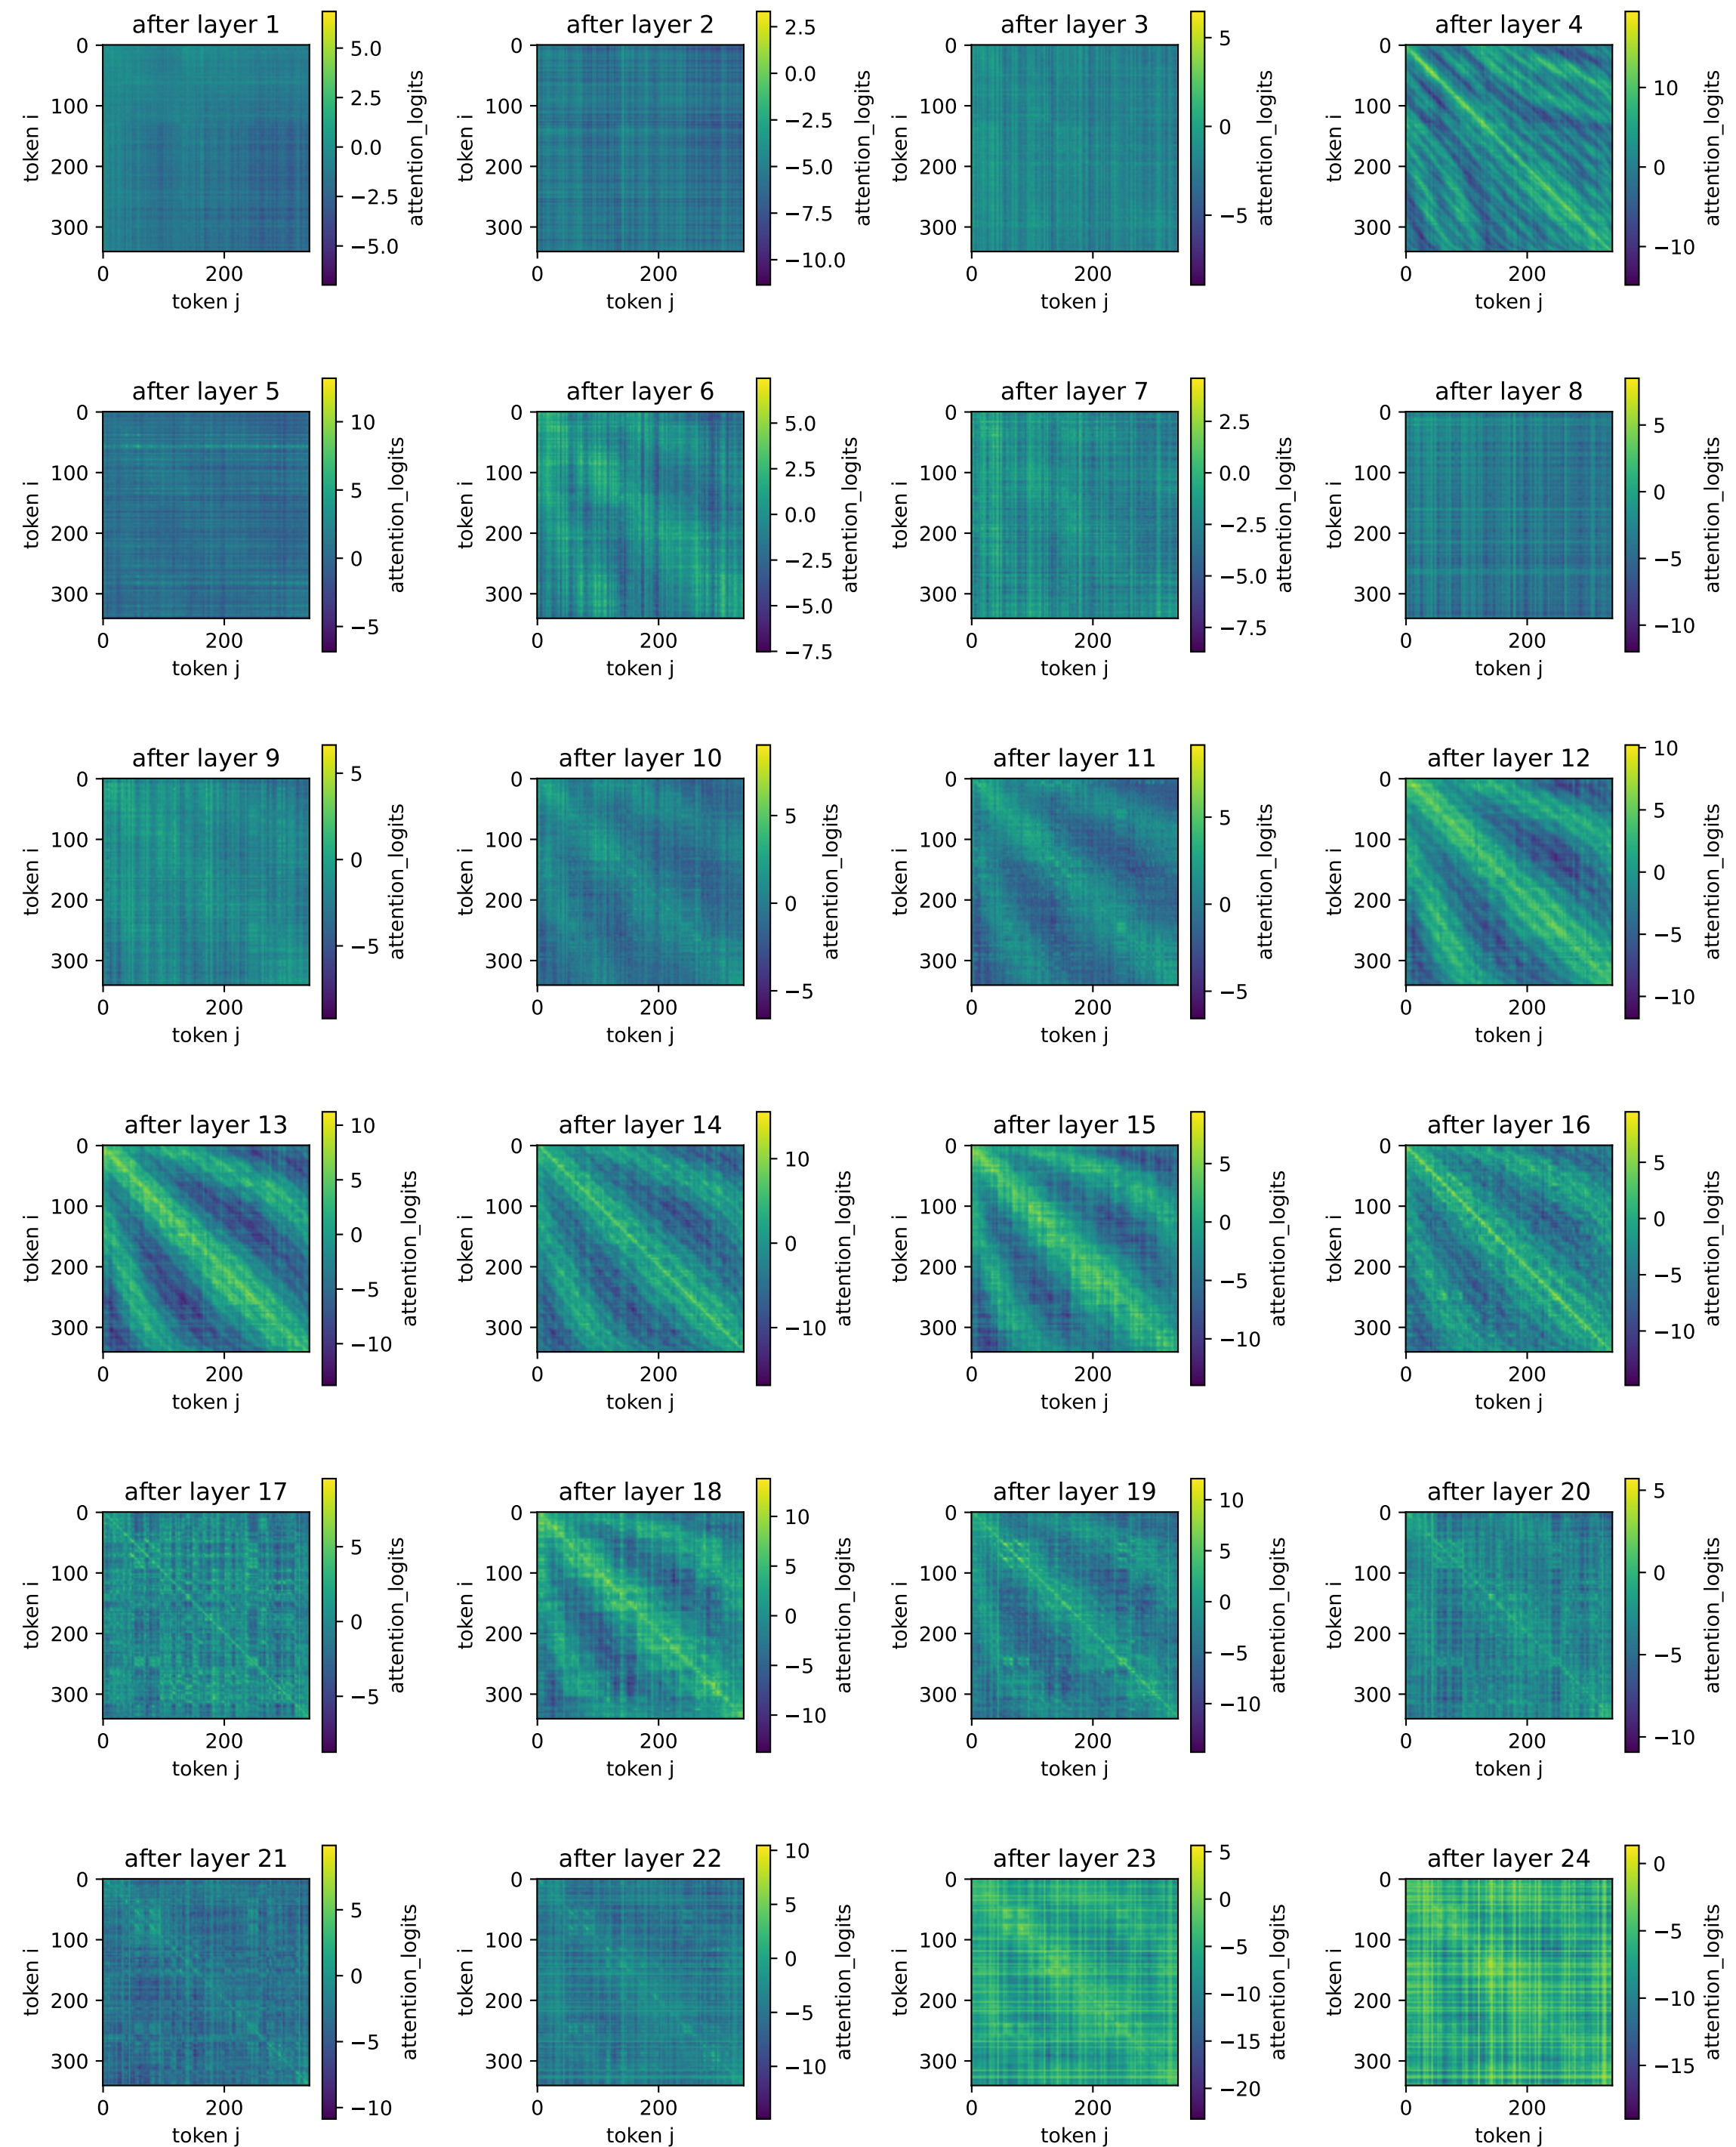 after layer 1
0
100
200
300
token i
0
200
token j
5.0
2.5
0.0
−2.5
−5.0
attention_logits
after layer 2
0
100
200
300
token i
0
200
token j
2.5
0.0
−2.5
−5.0
−7.5
−10.0
attention_logits
after layer 3
0
100
200
300
token i
0
200
token j
5
0
−5
attention_logits
after layer 4
0
100
200
300
token i
0
200
token j
10
0
−10
attention_logits
after layer 5
0
100
200
300
token i
0
200
token j
10
5
0
−5
attention_logits
after layer 6
0
100
200
300
token i
0
200
token j
5.0
2.5
0.0
−2.5
−5.0
−7.5
attention_logits
after layer 7
0
100
200
300
token i
0
200
token j
2.5
0.0
−2.5
−5.0
−7.5
attention_logits
after layer 8
0
100
200
300
token i
0
200
token j
5
0
−5
−10
attention_logits
after layer 9
0
100
200
300
token i
0
200
token j
5
0
−5
attention_logits
after layer 10
0
100
200
300
token i
0
200
token j
5
0
−5
attention_logits
after layer 11
0
100
200
300
token i
0
200
token j
5
0
−5
attention_logits
after layer 12
0
100
200
300
token i
0
200
token j
10
5
0
−5
−10
attention_logits
after layer 13
0
100
200
300
token i
0
200
token j
10
5
0
−5
−10
attention_logits
after layer 14
0
100
200
300
token i
0
200
token j
10
0
−10
attention_logits
after layer 15
0
100
200
300
token i
0
200
token j
5
0
−5
−10
attention_logits
after layer 16
0
100
200
300
token i
0
200
token j
5
0
−5
−10
attention_logits
after layer 17
0
100
200
300
token i
0
200
token j
5
0
−5
attention_logits
after layer 18
0
100
200
300
token i
0
200
token j
10
5
0
−5
−10
attention_logits
after layer 19
0
100
200
300
token i
0
200
token j
10
5
0
−5
−10
attention_logits
after layer 20
0
100
200
300
token i
0
200
token j
5
0
−5
−10
attention_logits
after layer 21
0
100
200
300
token i
0
200
token j
5
0
−5
−10
attention_logits
after layer 22
0
100
200
300
token i
0
200
token j
10
5
0
−5
−10
attention_logits
after layer 23
0
100
200
300
token i
0
200
token j
5
0
−5
−10
−15
−20
attention_logits
after layer 24
0
100
200
300
token i
0
200
token j
0
−5
−10
−15
attention_logits